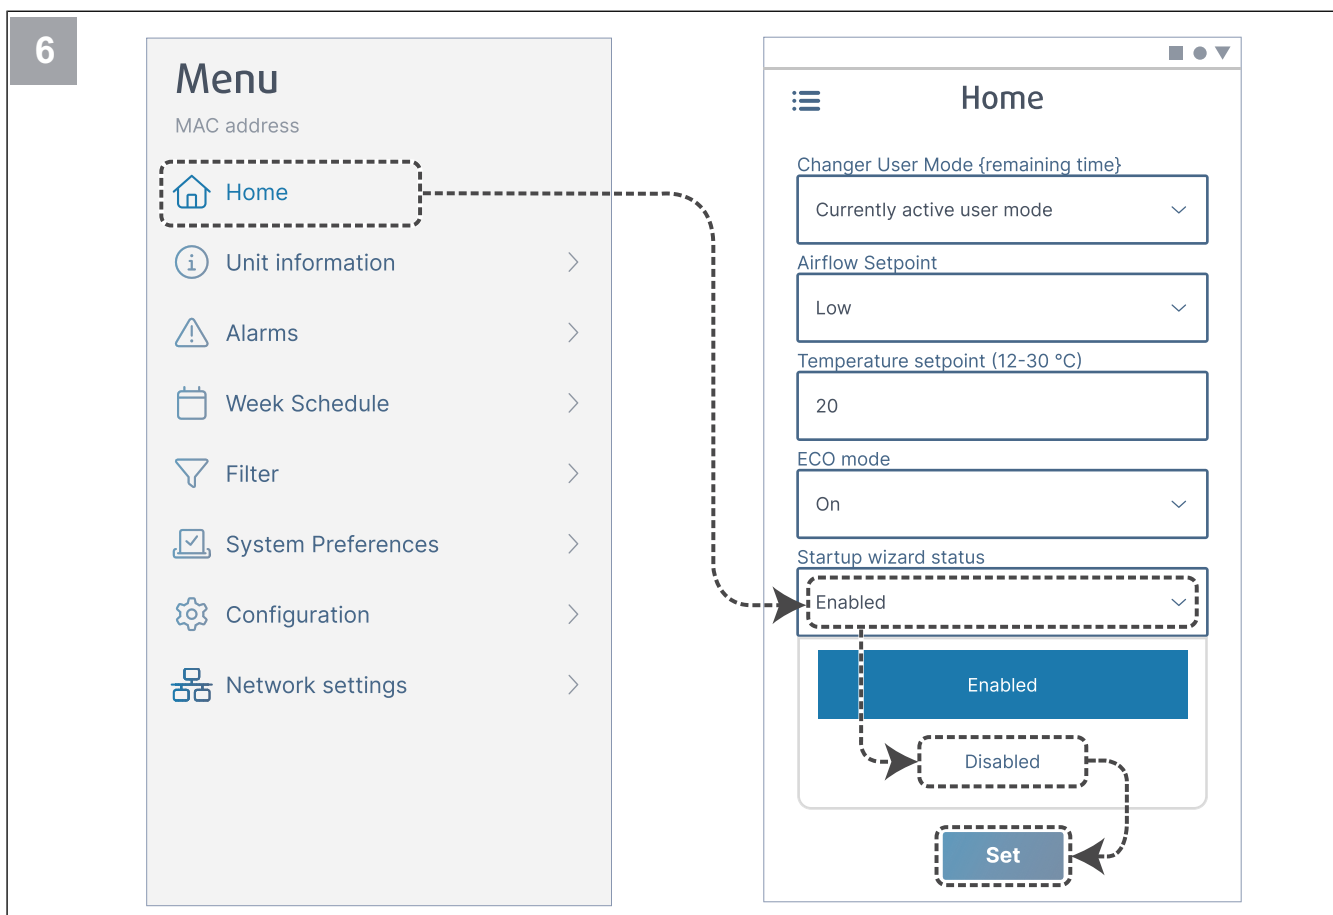 6
Menu
MAC address
Home
Unit information
Alarms
Week Schedule
Filter
System Preferences
Configuration
Network settings
Home
Changer User Mode {remaining time}
Currently active user mode
Airflow Setpoint
Low
Temperature setpoint (12-30 °C)
20
ECO mode
On
Startup wizard status
Enabled
Enabled
Disabled
Set